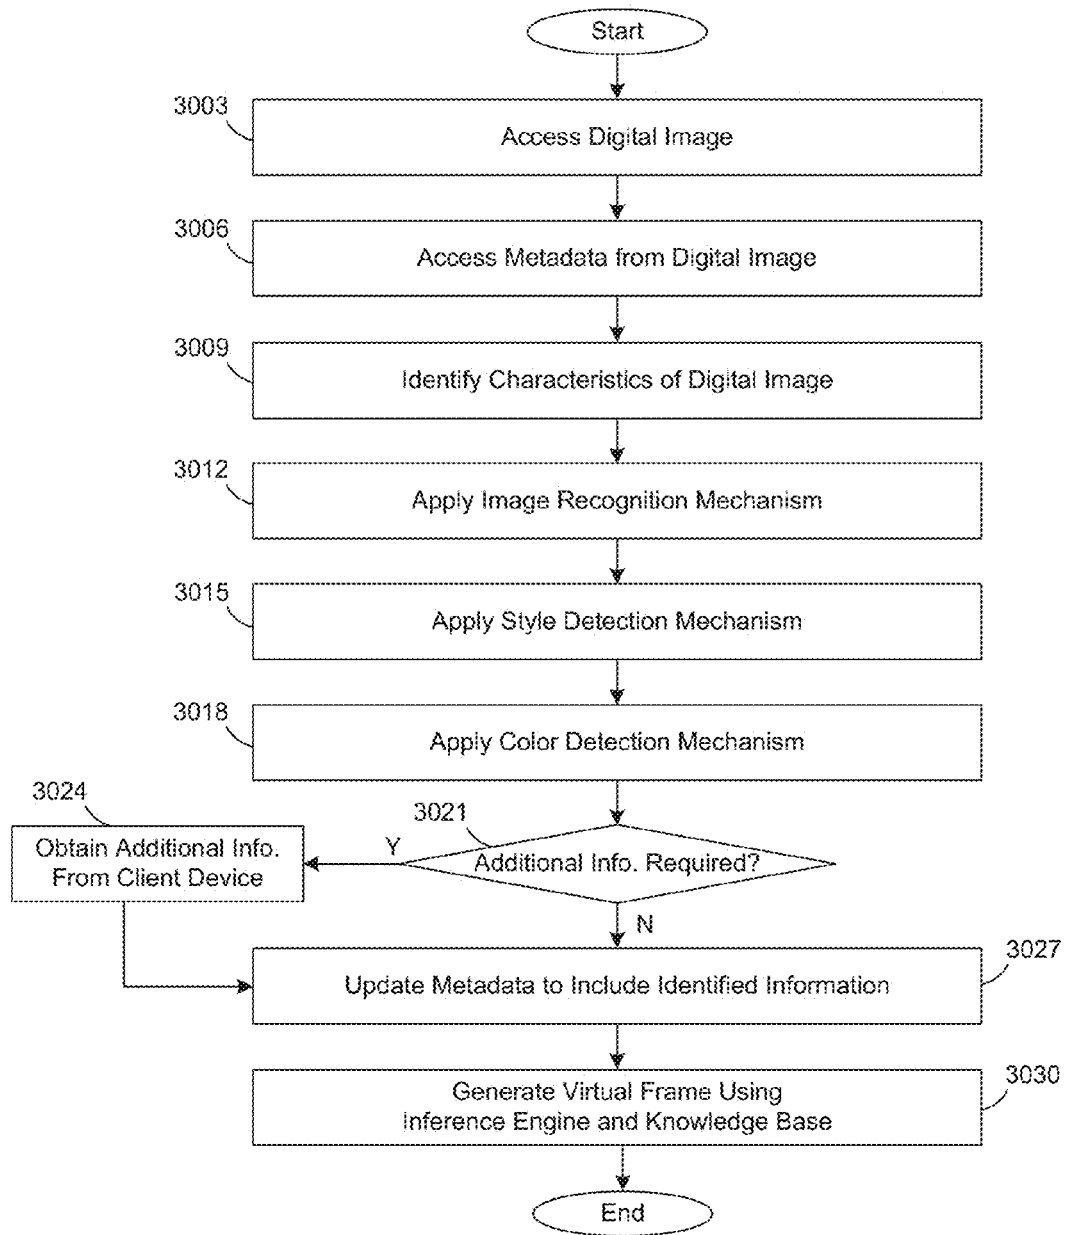 Start
3003
Access Digital Image
3006
Access Metadata from Digital Image
3009
Identify Characteristics of Digital Image
3012
Apply Image Recognition Mechanism
3015
Apply Style Detection Mechanism
3018
Apply Color Detection Mechanism
3024
Obtain Additional Info.
From Client Device
Y
3021
Additional Info. Required?
N
3027
Update Metadata to Include Identified Information
3030
Generate Virtual Frame Using
Inference Engine and Knowledge Base
End